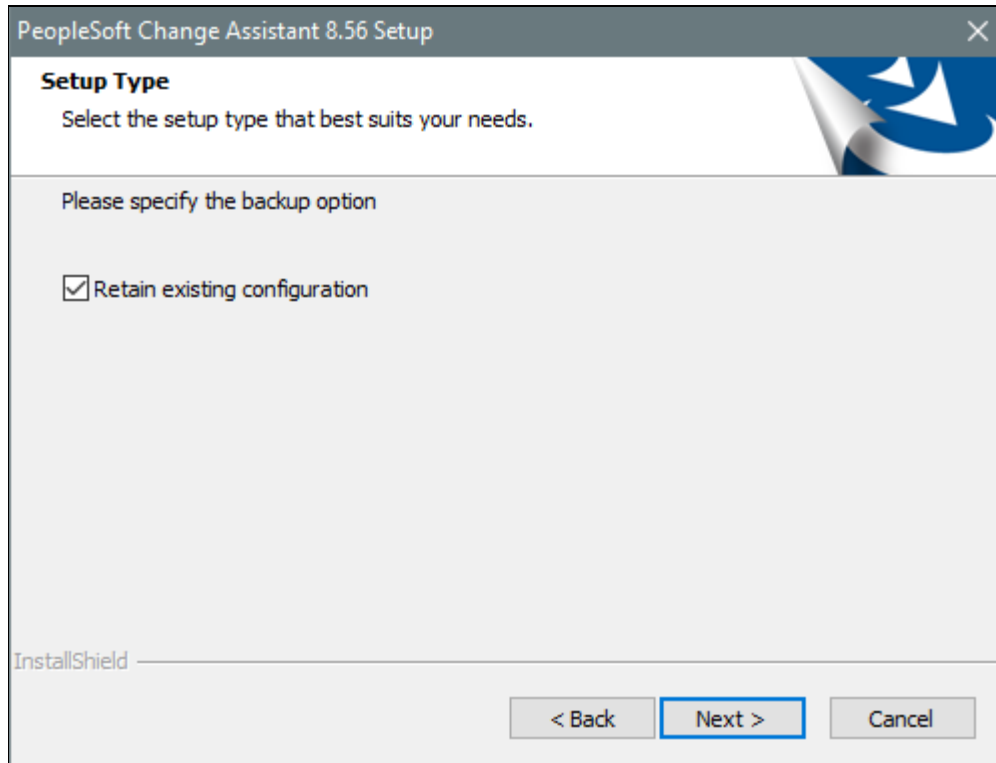 PeopleSoft Change Assistant 8.56 Setup
Setup Type
Select the setup type that best suits your needs.
Please specify the backup option
Retain existing configuration
InstallShield
< Back Next > Cancel